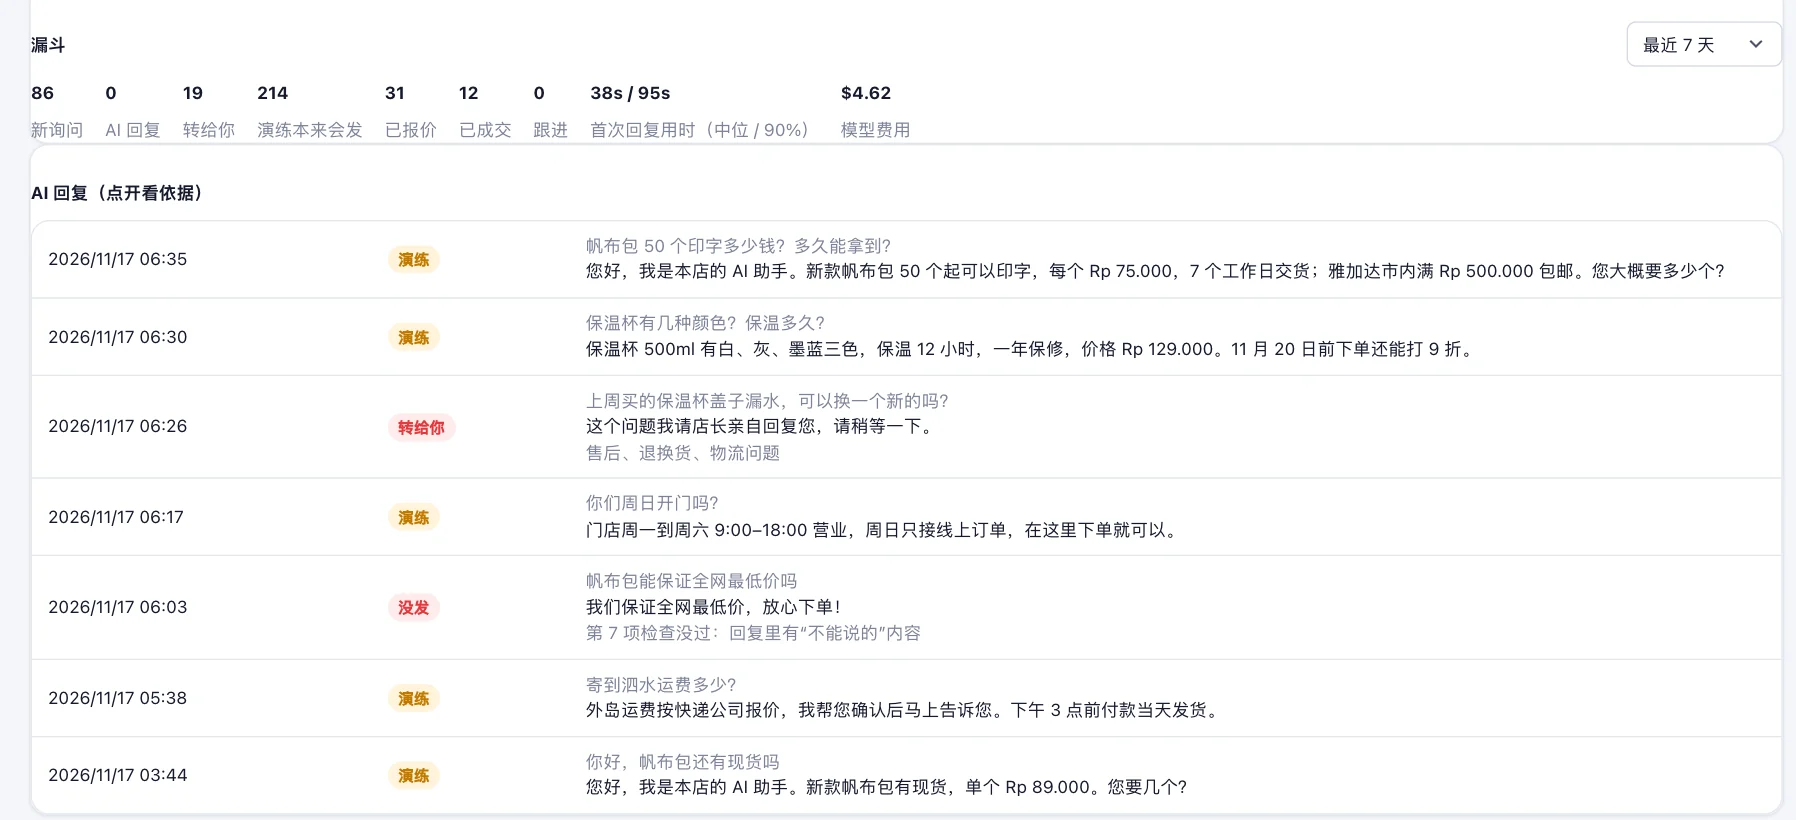 漏斗
最近 7 天
86 0 19 214 31 12 0 38s / 95s $4.62
新询问 AI 回复 转给你 演练本来会发 已报价 已成交 跟进 首次回复用时（中位 / 90%） 模型费用
AI 回复（点开看依据）
2026/11/17 06:35
演练
帆布包 50 个印字多少钱？多久能拿到？
您好，我是本店的 AI 助手。新款帆布包 50 个起可以印字，每个 Rp 75.000，7 个工作日交货；雅加达市内满 Rp 500.000 包邮。您大概要多少个？
2026/11/17 06:30
演练
保温杯有几种颜色？保温多久？
保温杯 500ml 有白、灰、墨蓝三色，保温 12 小时，一年保修，价格 Rp 129.000。11 月 20 日前下单还能打 9 折。
2026/11/17 06:26
转给你
上周买的保温杯盖子漏水，可以换一个新的吗？
这个问题我请店长亲自回复您，请稍等一下。
售后、退换货、物流问题
2026/11/17 06:17
演练
你们周日开门吗？
门店周一到周六 9:00–18:00 营业，周日只接线上订单，在这里下单就可以。
2026/11/17 06:03
没发
帆布包能保证全网最低价吗
我们保证全网最低价，放心下单！
第 7 项检查没过：回复里有“不能说的”内容
2026/11/17 05:38
演练
寄到泗水运费多少？
外岛运费按快递公司报价，我帮您确认后马上告诉您。下午 3 点前付款当天发货。
2026/11/17 03:44
演练
你好，帆布包还有现货吗
您好，我是本店的 AI 助手。新款帆布包有现货，单个 Rp 89.000。您要几个？